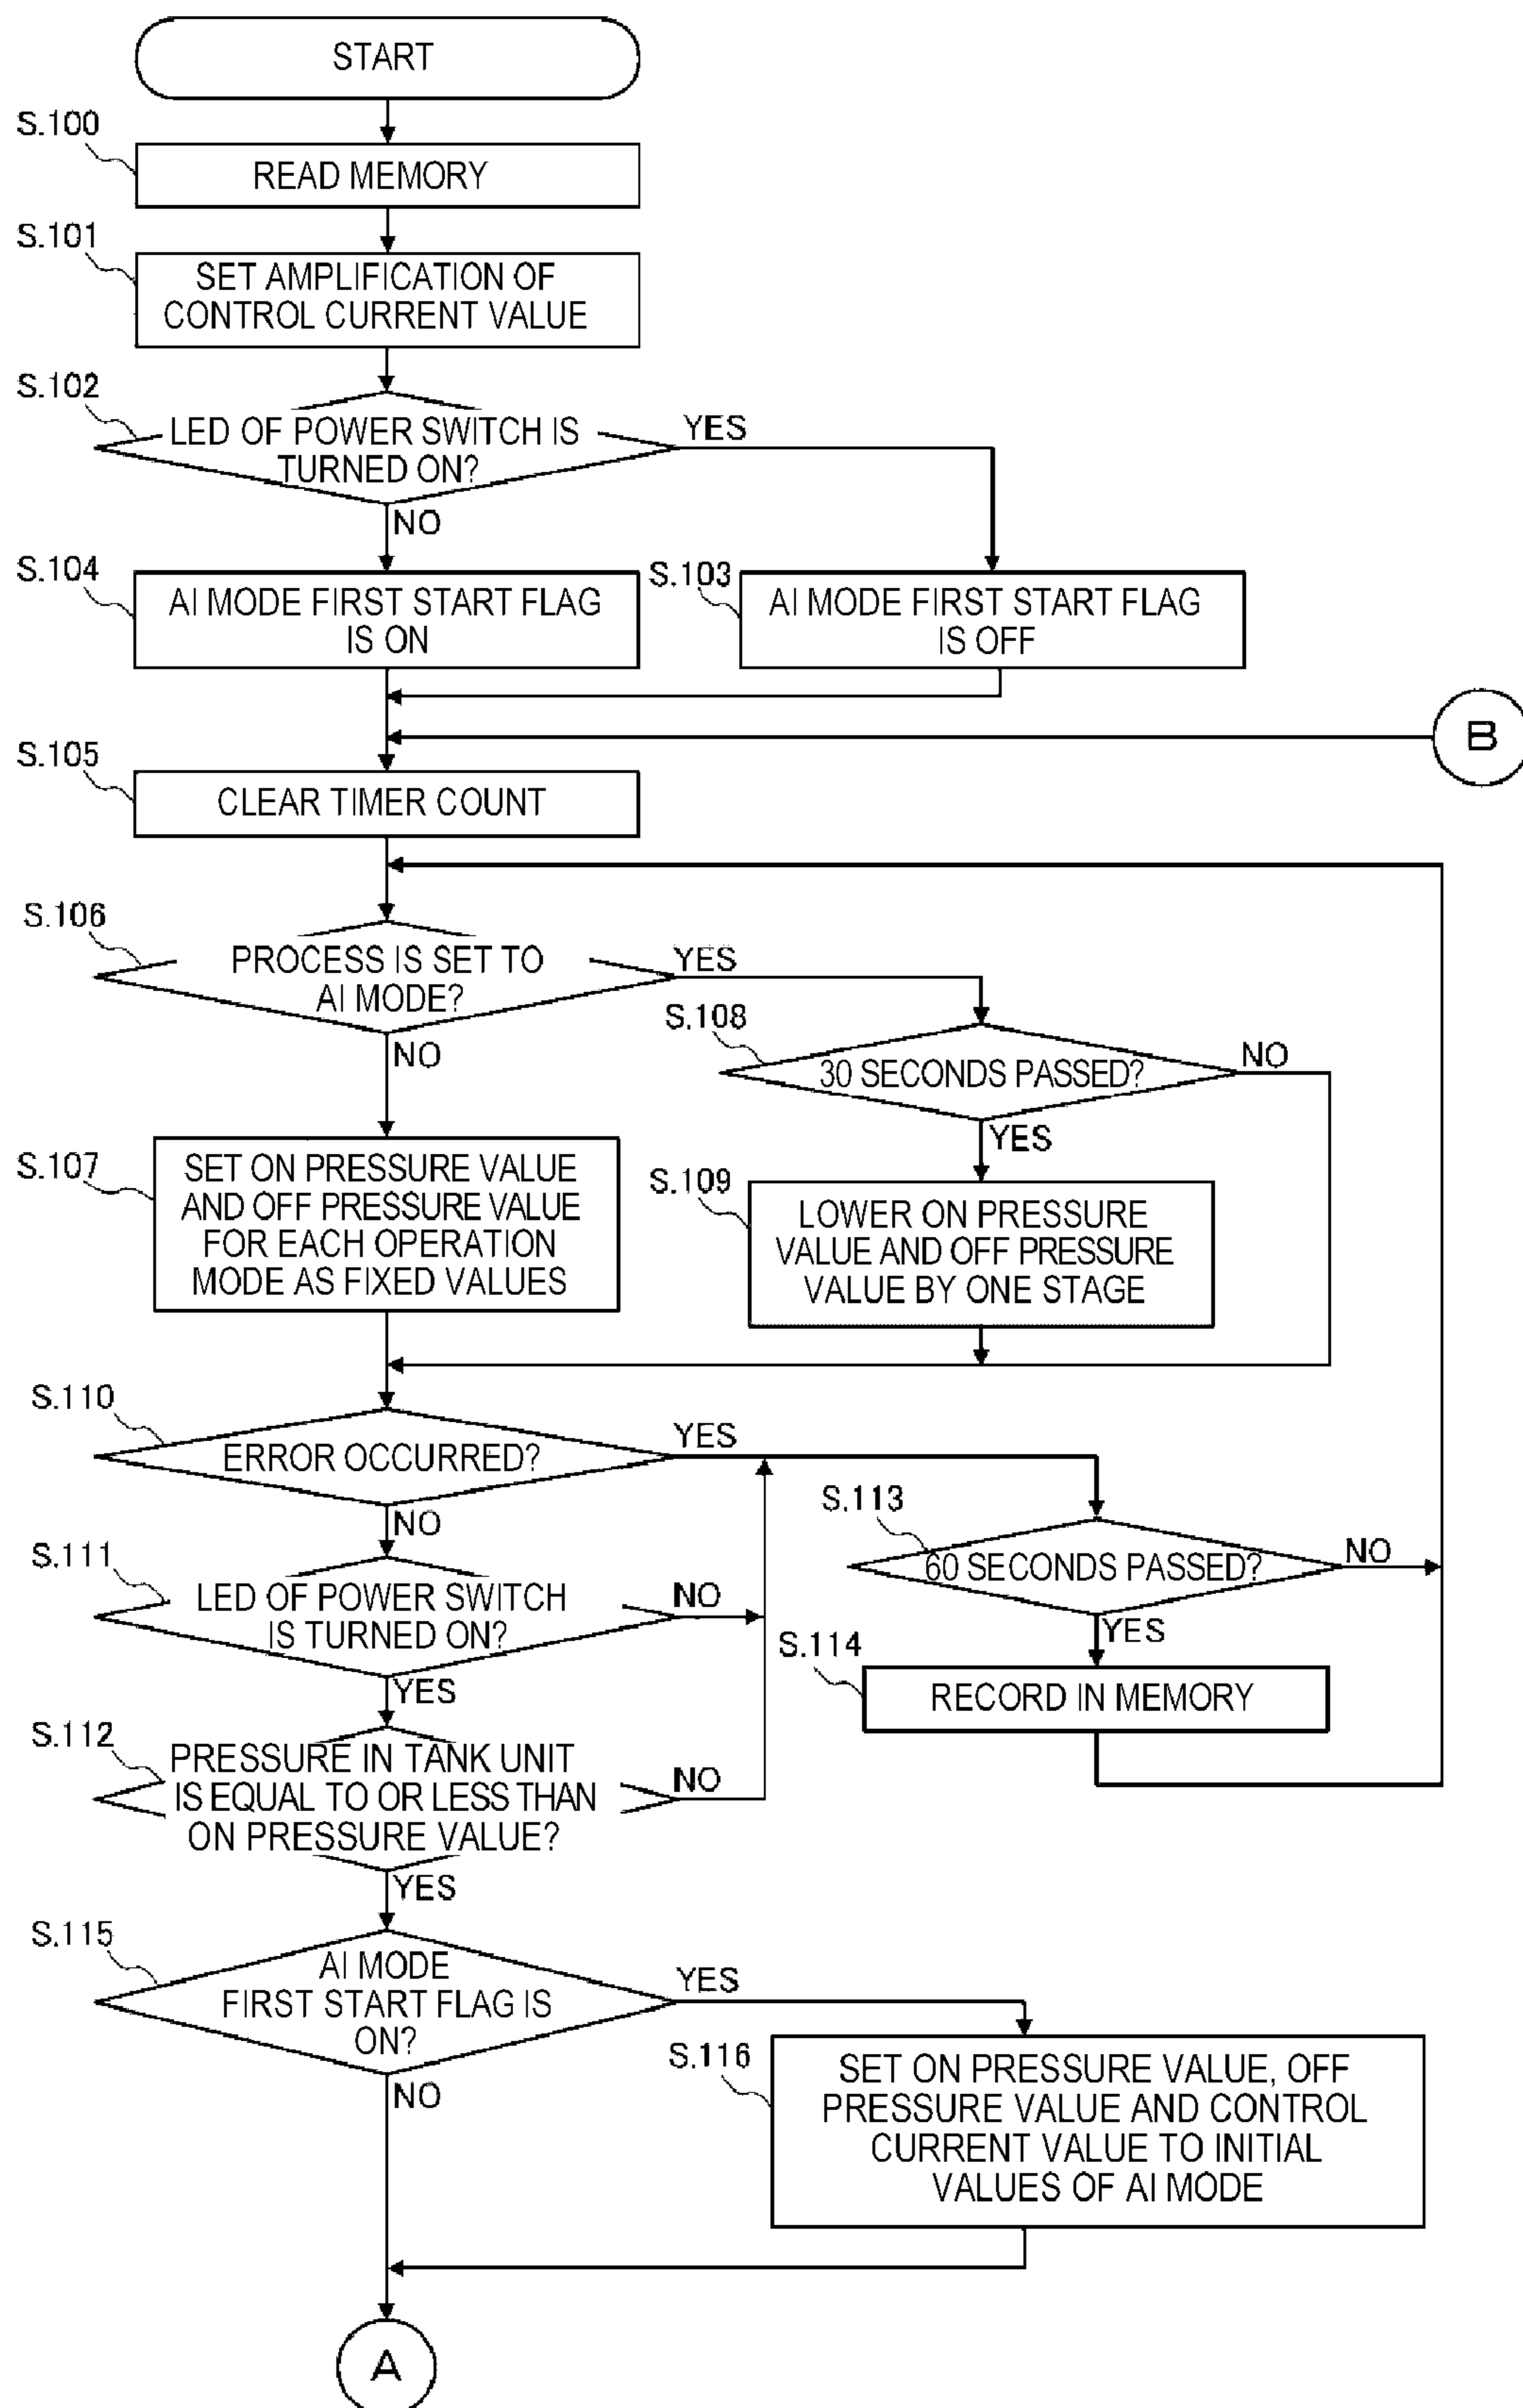 START
S.100
READ MEMORY
S.101
SET AMPLIFICATION OF
CONTROL CURRENT VALUE
S.102
LED OF POWER SWITCH IS
TURNED ON?
YES
NO
S.104
AI MODE FIRST START FLAG
IS ON
S.103
AI MODE FIRST START FLAG
IS OFF
B
S.105
CLEAR TIMER COUNT
S.106
PROCESS IS SET TO
AI MODE?
YES
NO
S.108
30 SECONDS PASSED?
NO
YES
S.107
SET ON PRESSURE VALUE
AND OFF PRESSURE VALUE
FOR EACH OPERATION
MODE AS FIXED VALUES
S.109
LOWER ON PRESSURE
VALUE AND OFF PRESSURE
VALUE BY ONE STAGE
S.110
ERROR OCCURRED?
YES
NO
S.113
60 SECONDS PASSED?
NO
YES
S.111
LED OF POWER SWITCH
IS TURNED ON?
NO
YES
S.114
RECORD IN MEMORY
S.112
PRESSURE IN TANK UNIT
IS EQUAL TO OR LESS THAN
ON PRESSURE VALUE?
NO
YES
S.115
AI MODE
FIRST START FLAG IS
ON?
YES
NO
S.116
SET ON PRESSURE VALUE, OFF
PRESSURE VALUE AND CONTROL
CURRENT VALUE TO INITIAL
VALUES OF AI MODE
A